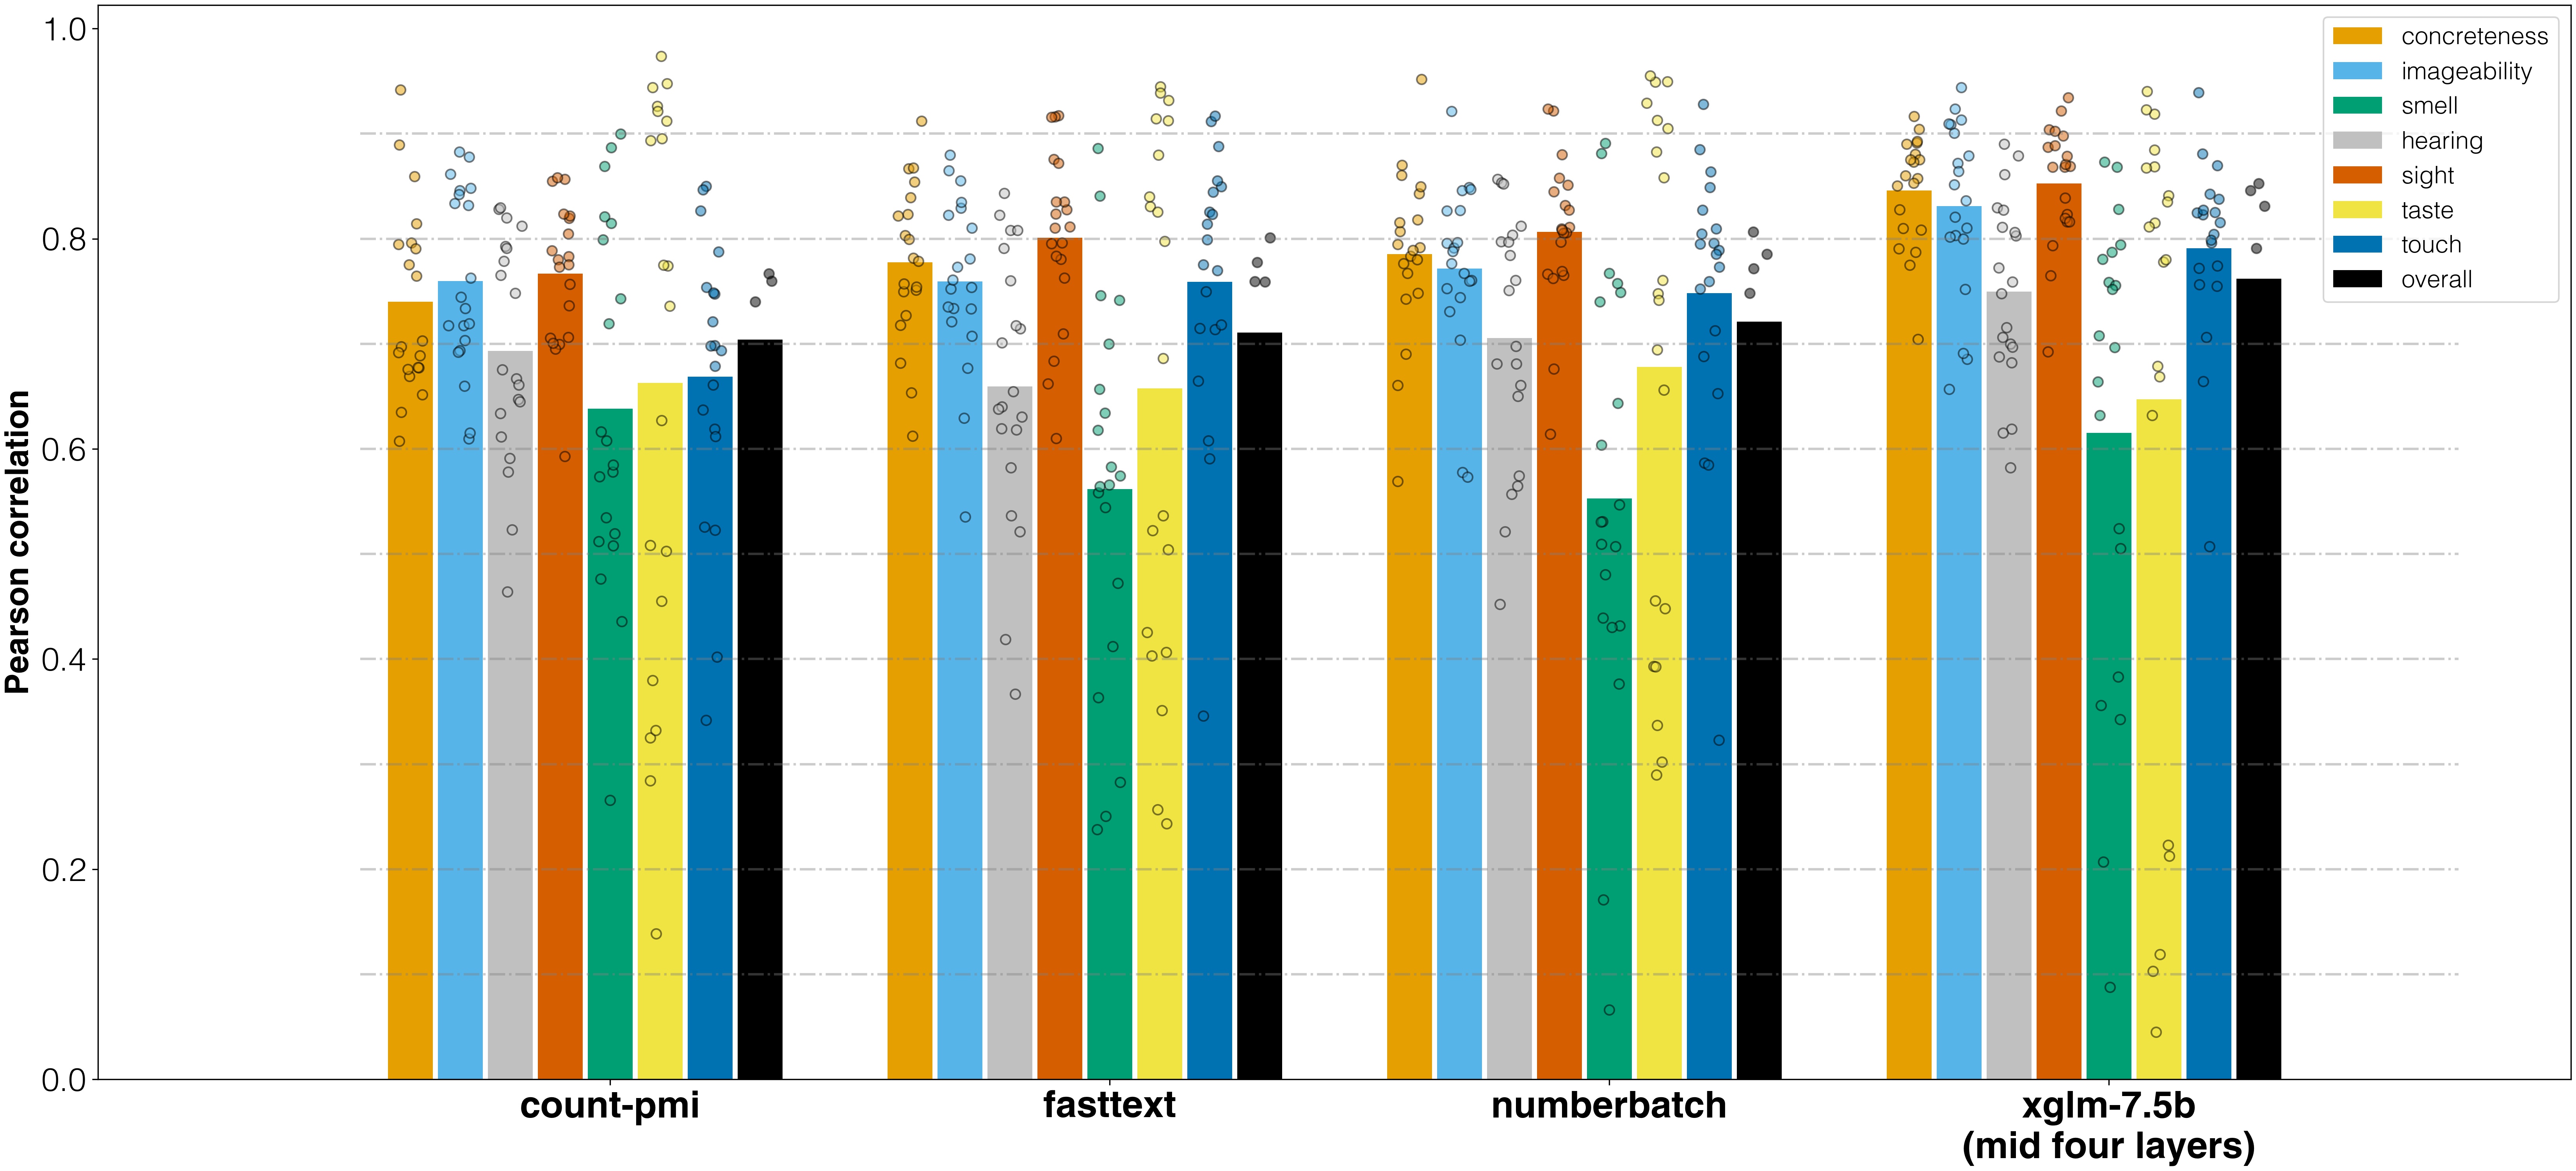 Pearson correlation
1.0
0.8
0.6
0.4
0.2
0.0
concreteness
imageability
smell
hearing
sight
taste
touch
overall
count-pmi
fasttext
numberbatch
xglm-7.5b
(mid four layers)